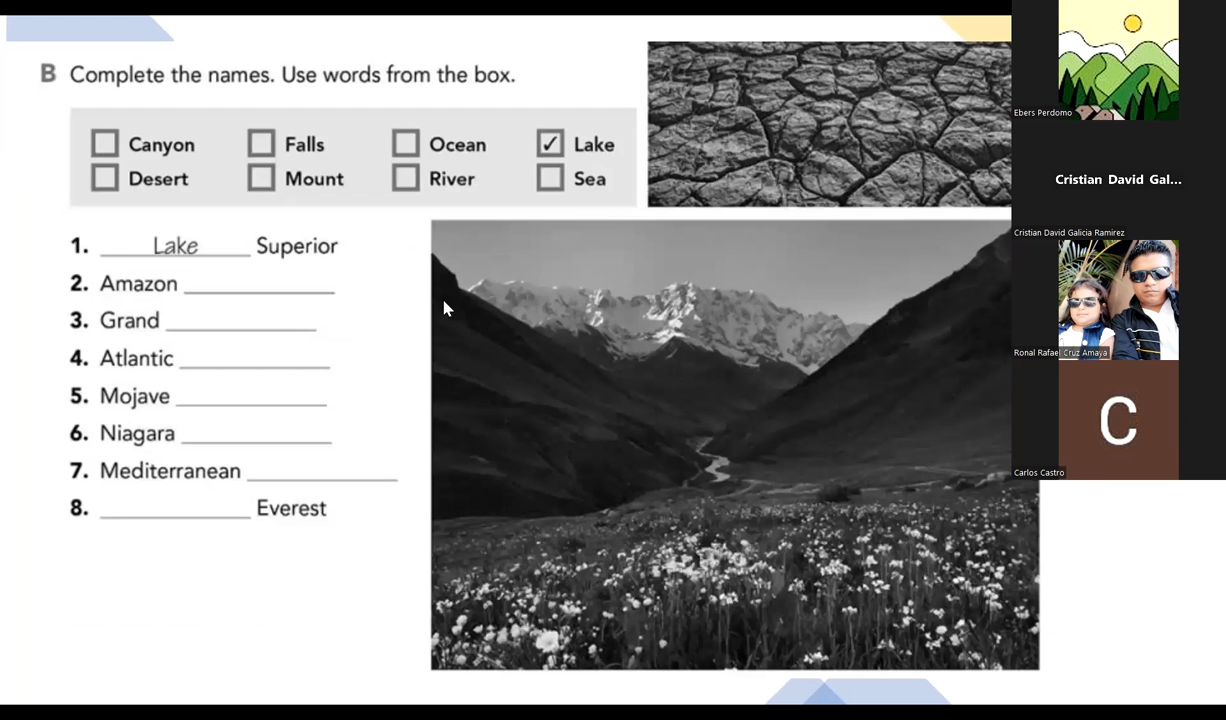 B Complete the names. Use words from the box.
Canyon Falls Ocean ✓ Lake
Desert Mount River Sea
1. Lake Superior
2. Amazon
3. Grand
4. Atlantic
5. Mojave
6. Niagara
7. Mediterranean
8. Everest
Ebers Perdomo
Cristian David Gal...
Cristian David Galicia Ramirez
Ronal Rafael Cruz Amaya
C
Carlos Castro